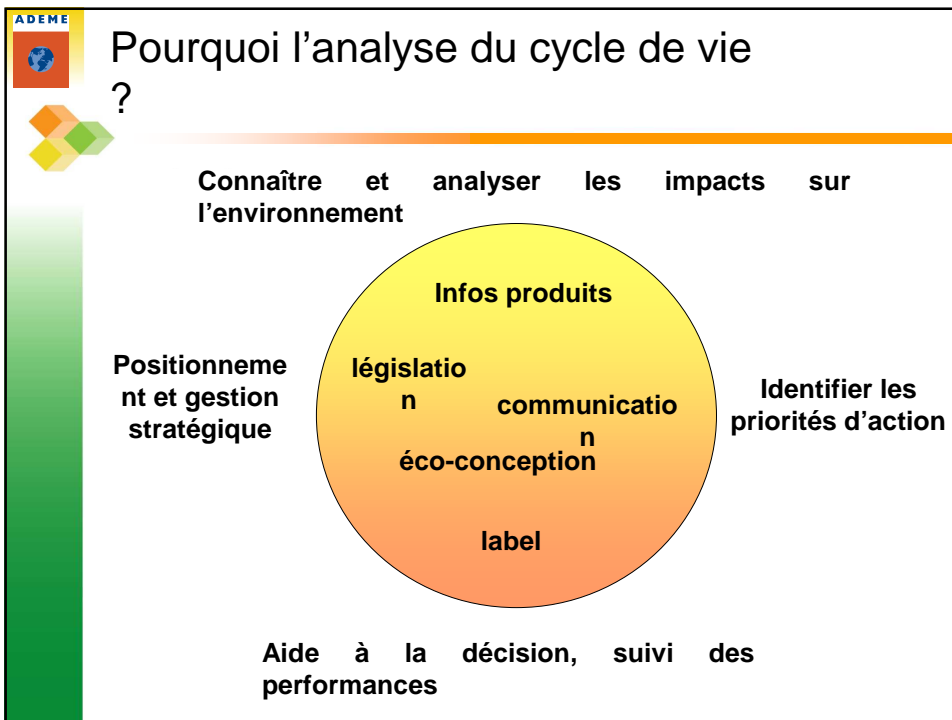 ADEME
Pourquoi l'analyse du cycle de vie
?
Connaître et analyser les impacts sur
l'environnement
Infos produits
Positionneme
nt et gestion
stratégique
législatio
n
communicatio
n
éco-conception
Identifier les
priorités d'action
label
Aide à la décision, suivi des
performances